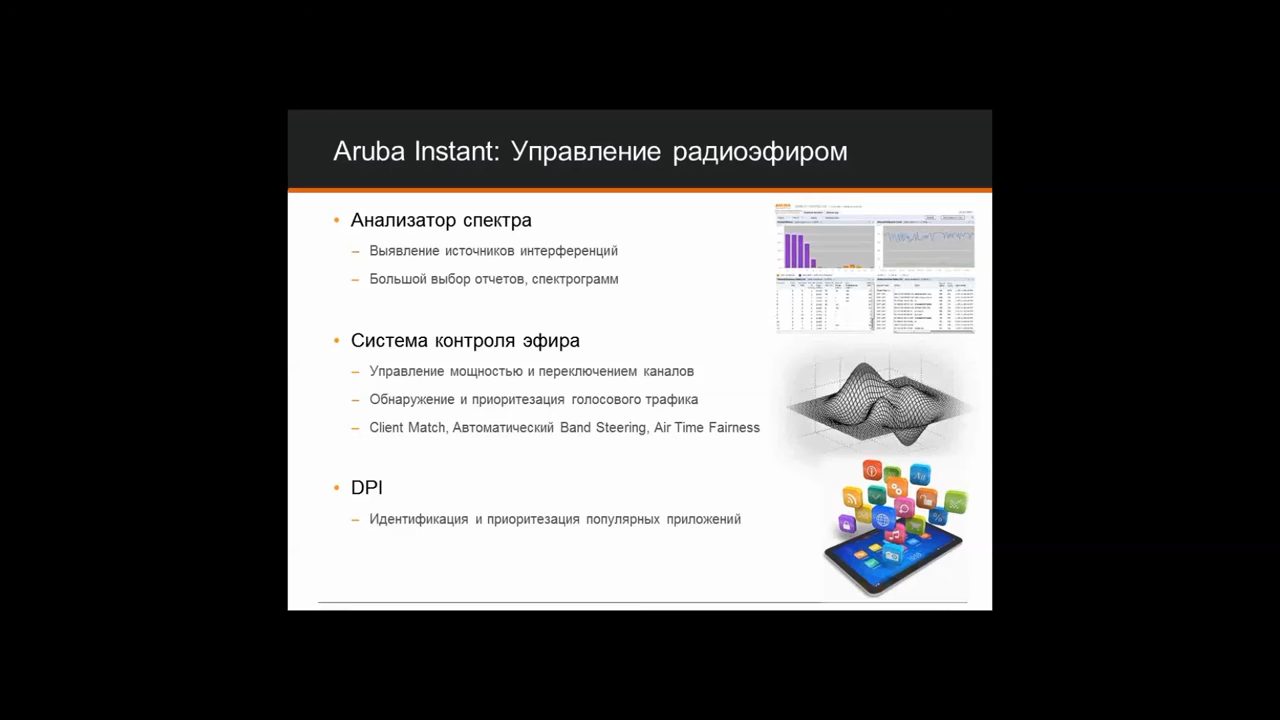 Aruba Instant: Управление радиоэфиром
• Анализатор спектра
– Выявление источников интерференций
– Большой выбор отчетов, спектрограмм
• Система контроля эфира
– Управление мощностью и переключением каналов
– Обнаружение и приоритезация голосового трафика
– Client Match, Автоматический Band Steering, Air Time Fairness
• DPI
– Идентификация и приоритезация популярных приложений